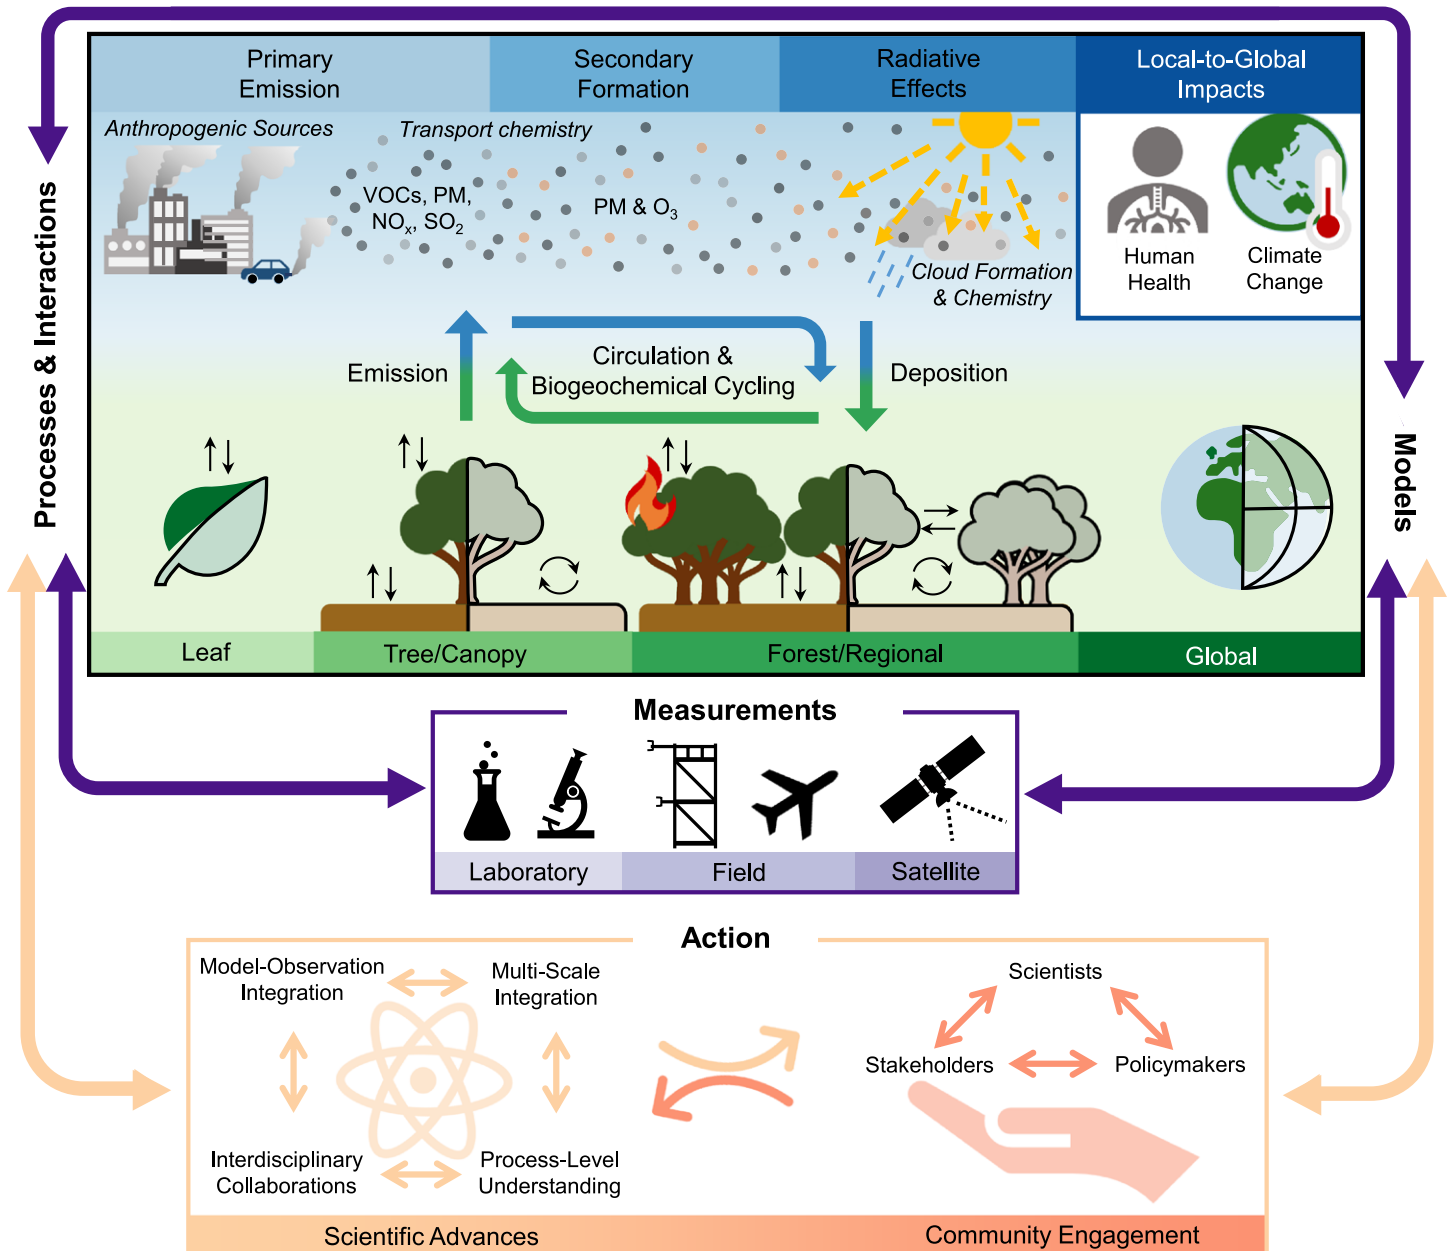 Primary
Emission
Secondary
Formation
Radiative
Effects
Local-to-Global
Impacts
Anthropogenic Sources
Transport chemistry
VOCs, PM,
NOx, SO2
PM & O3
Cloud Formation
& Chemistry
Human
Health
Climate
Change
Processes & Interactions
Models
Emission
Circulation &
Biogeochemical Cycling
Deposition
Leaf
Tree/Canopy
Forest/Regional
Global
Measurements
Laboratory
Field
Satellite
Action
Model-Observation
Integration
Multi-Scale
Integration
Interdisciplinary
Collaborations
Process-Level
Understanding
Scientists
Stakeholders
Policymakers
Scientific Advances
Community Engagement